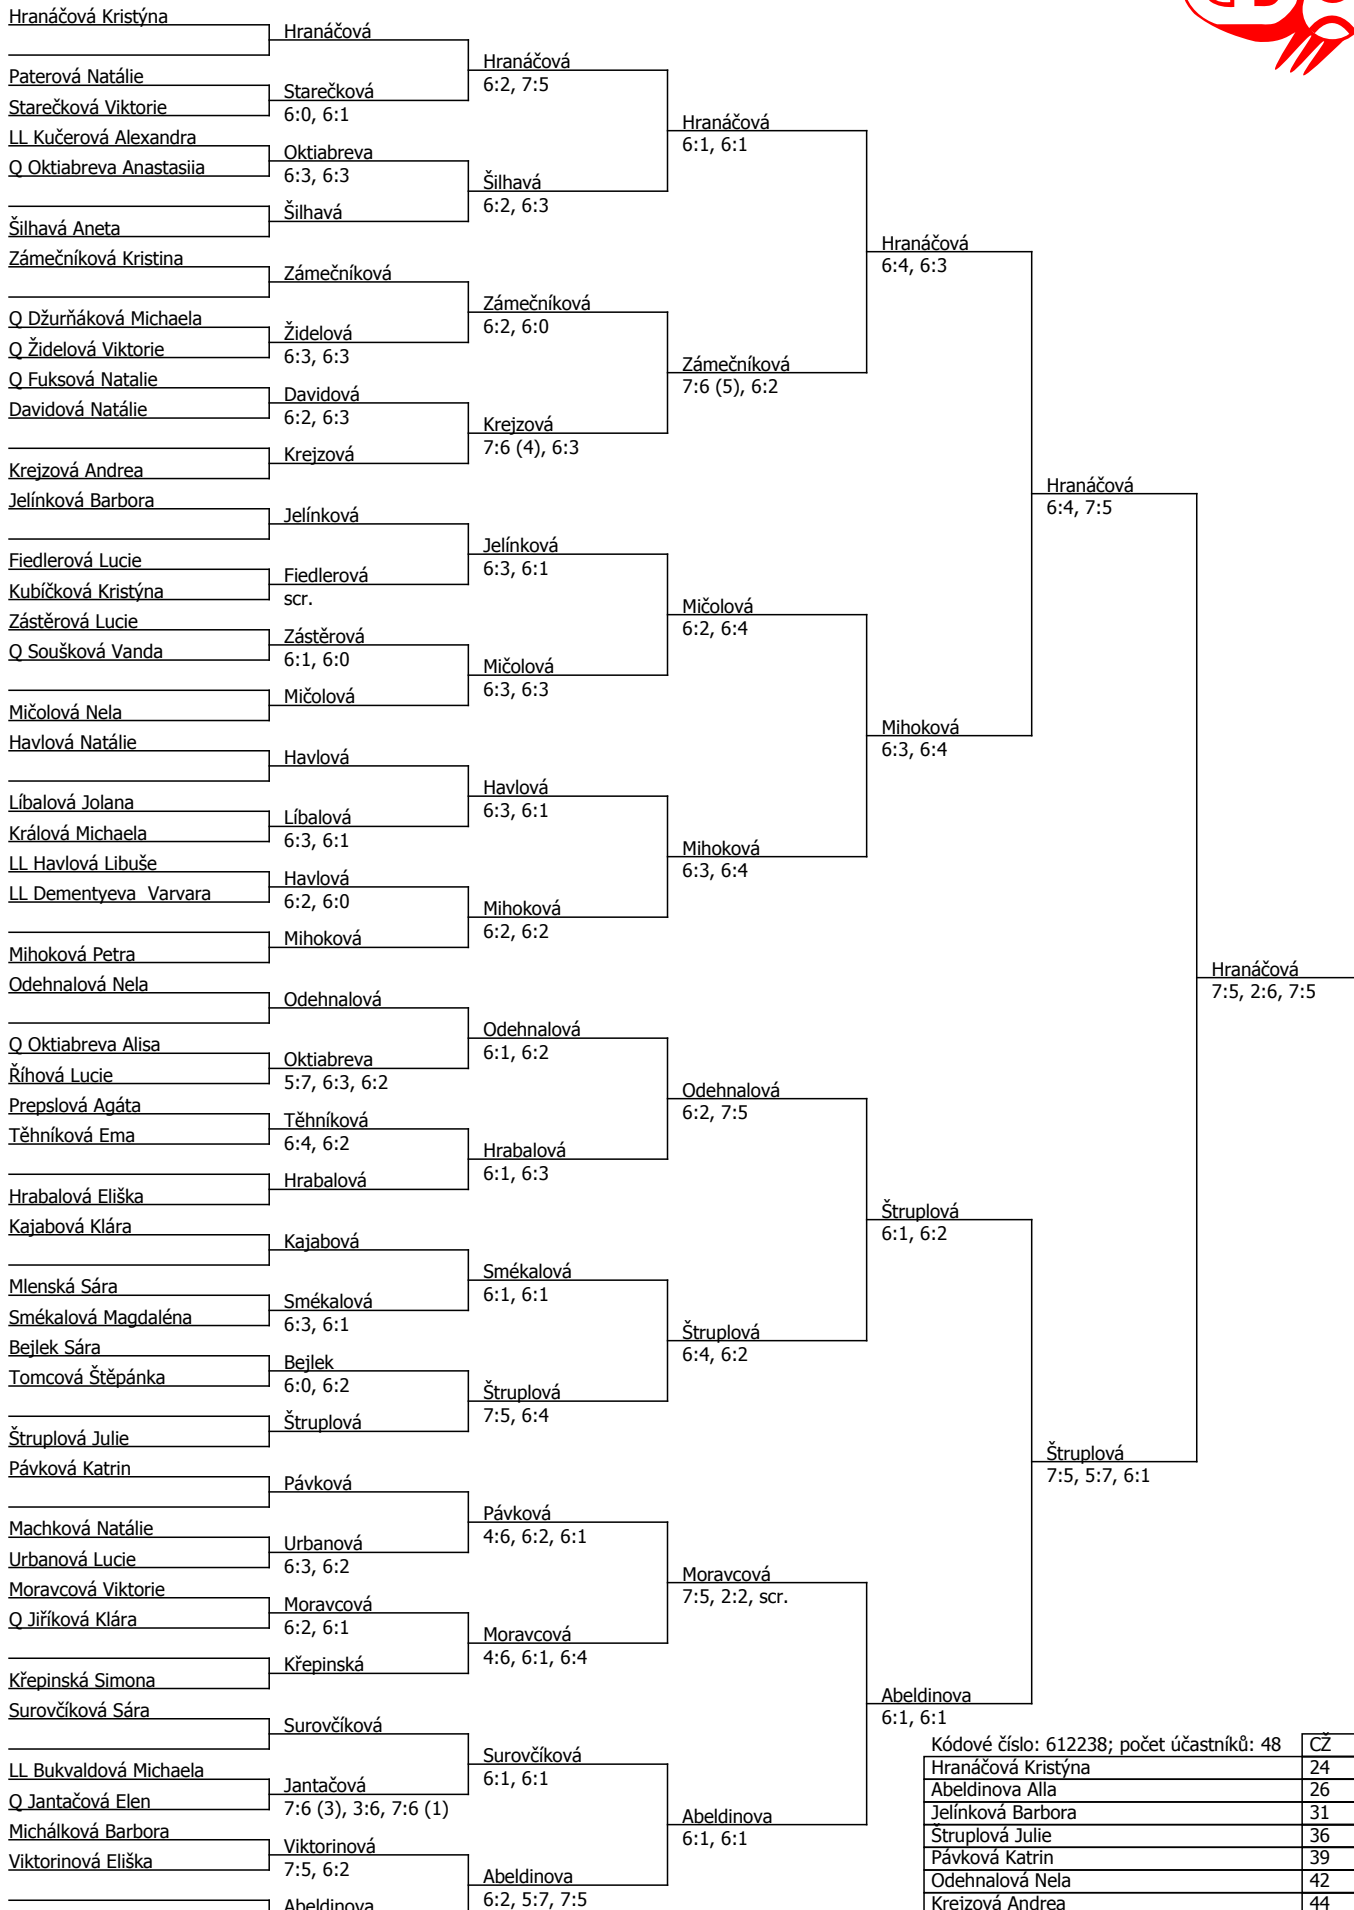 Hranáčová Kristýna
Paterová Natálie
Starečková Viktorie
LL Kučerová Alexandra
Q Oktiabreva Anastasiia
Šilhavá Aneta
Zámečníková Kristina
Q Džurňáková Michaela
Q Židelová Viktorie
Q Fuksová Natalie
Davidová Natálie
Krejzová Andrea
Jelínková Barbora
Fiedlerová Lucie
Kubíčková Kristýna
Zástěrová Lucie
Q Soušková Vanda
Mičolová Nela
Havlová Natálie
Líbalová Jolana
Králová Michaela
LL Havlová Libuše
LL Dementyeva  Varvara
Mihoková Petra
Odehnalová Nela
Q Oktiabreva Alisa
Říhová Lucie
Prepslová Agáta
Těhníková Ema
Hrabalová Eliška
Kajabová Klára
Mlenská Sára
Smékalová Magdaléna
Bejlek Sára
Tomcová Štěpánka
Štruplová Julie
Pávková Katrin
Machková Natálie
Urbanová Lucie
Moravcová Viktorie
Q Jiříková Klára
Křepinská Simona
Surovčíková Sára
LL Bukvaldová Michaela
Q Jantačová Elen
Michálková Barbora
Viktorinová Eliška
Hranáčová
Starečková
6:0, 6:1
Oktiabreva
6:3, 6:3
Šilhavá
Zámečníková
Židelová
6:3, 6:3
Davidová
6:2, 6:3
Krejzová
Jelínková
Fiedlerová
scr.
Zástěrová
6:1, 6:0
Mičolová
Havlová
Líbalová
6:3, 6:1
Havlová
6:2, 6:0
Mihoková
Odehnalová
Oktiabreva
5:7, 6:3, 6:2
Těhníková
6:4, 6:2
Hrabalová
Kajabová
Smékalová
6:3, 6:1
Bejlek
6:0, 6:2
Štruplová
Pávková
Urbanová
6:3, 6:2
Moravcová
6:2, 6:1
Křepinská
Surovčíková
Jantačová
7:6 (3), 3:6, 7:6 (1)
Viktorinová
7:5, 6:2
Abeldinova
Hranáčová
6:2, 7:5
Šilhavá
6:2, 6:3
Zámečníková
6:2, 6:0
Krejzová
7:6 (4), 6:3
Jelínková
6:3, 6:1
Mičolová
6:3, 6:3
Havlová
6:3, 6:1
Mihoková
6:2, 6:2
Odehnalová
6:1, 6:2
Hrabalová
6:1, 6:3
Smékalová
6:1, 6:1
Štruplová
7:5, 6:4
Pávková
4:6, 6:2, 6:1
Moravcová
4:6, 6:1, 6:4
Surovčíková
6:1, 6:1
Abeldinova
6:2, 5:7, 7:5
Hranáčová
6:1, 6:1
Zámečníková
7:6 (5), 6:2
Mičolová
6:2, 6:4
Mihoková
6:3, 6:4
Odehnalová
6:2, 7:5
Štruplová
6:4, 6:2
Moravcová
7:5, 2:2, scr.
Abeldinova
6:1, 6:1
Hranáčová
6:4, 6:3
Mihoková
6:3, 6:4
Štruplová
6:1, 6:2
Abeldinova
6:1, 6:1
Hranáčová
6:4, 7:5
Štruplová
7:5, 5:7, 6:1
Hranáčová
7:5, 2:6, 7:5
Kódové číslo: 612238; počet účastníků: 48 CŽ
Hranáčová Kristýna 24
Abeldinova Alla 26
Jelínková Barbora 31
Štruplová Julie 36
Pávková Katrin 39
Odehnalová Nela 42
Krejzová Andrea 44